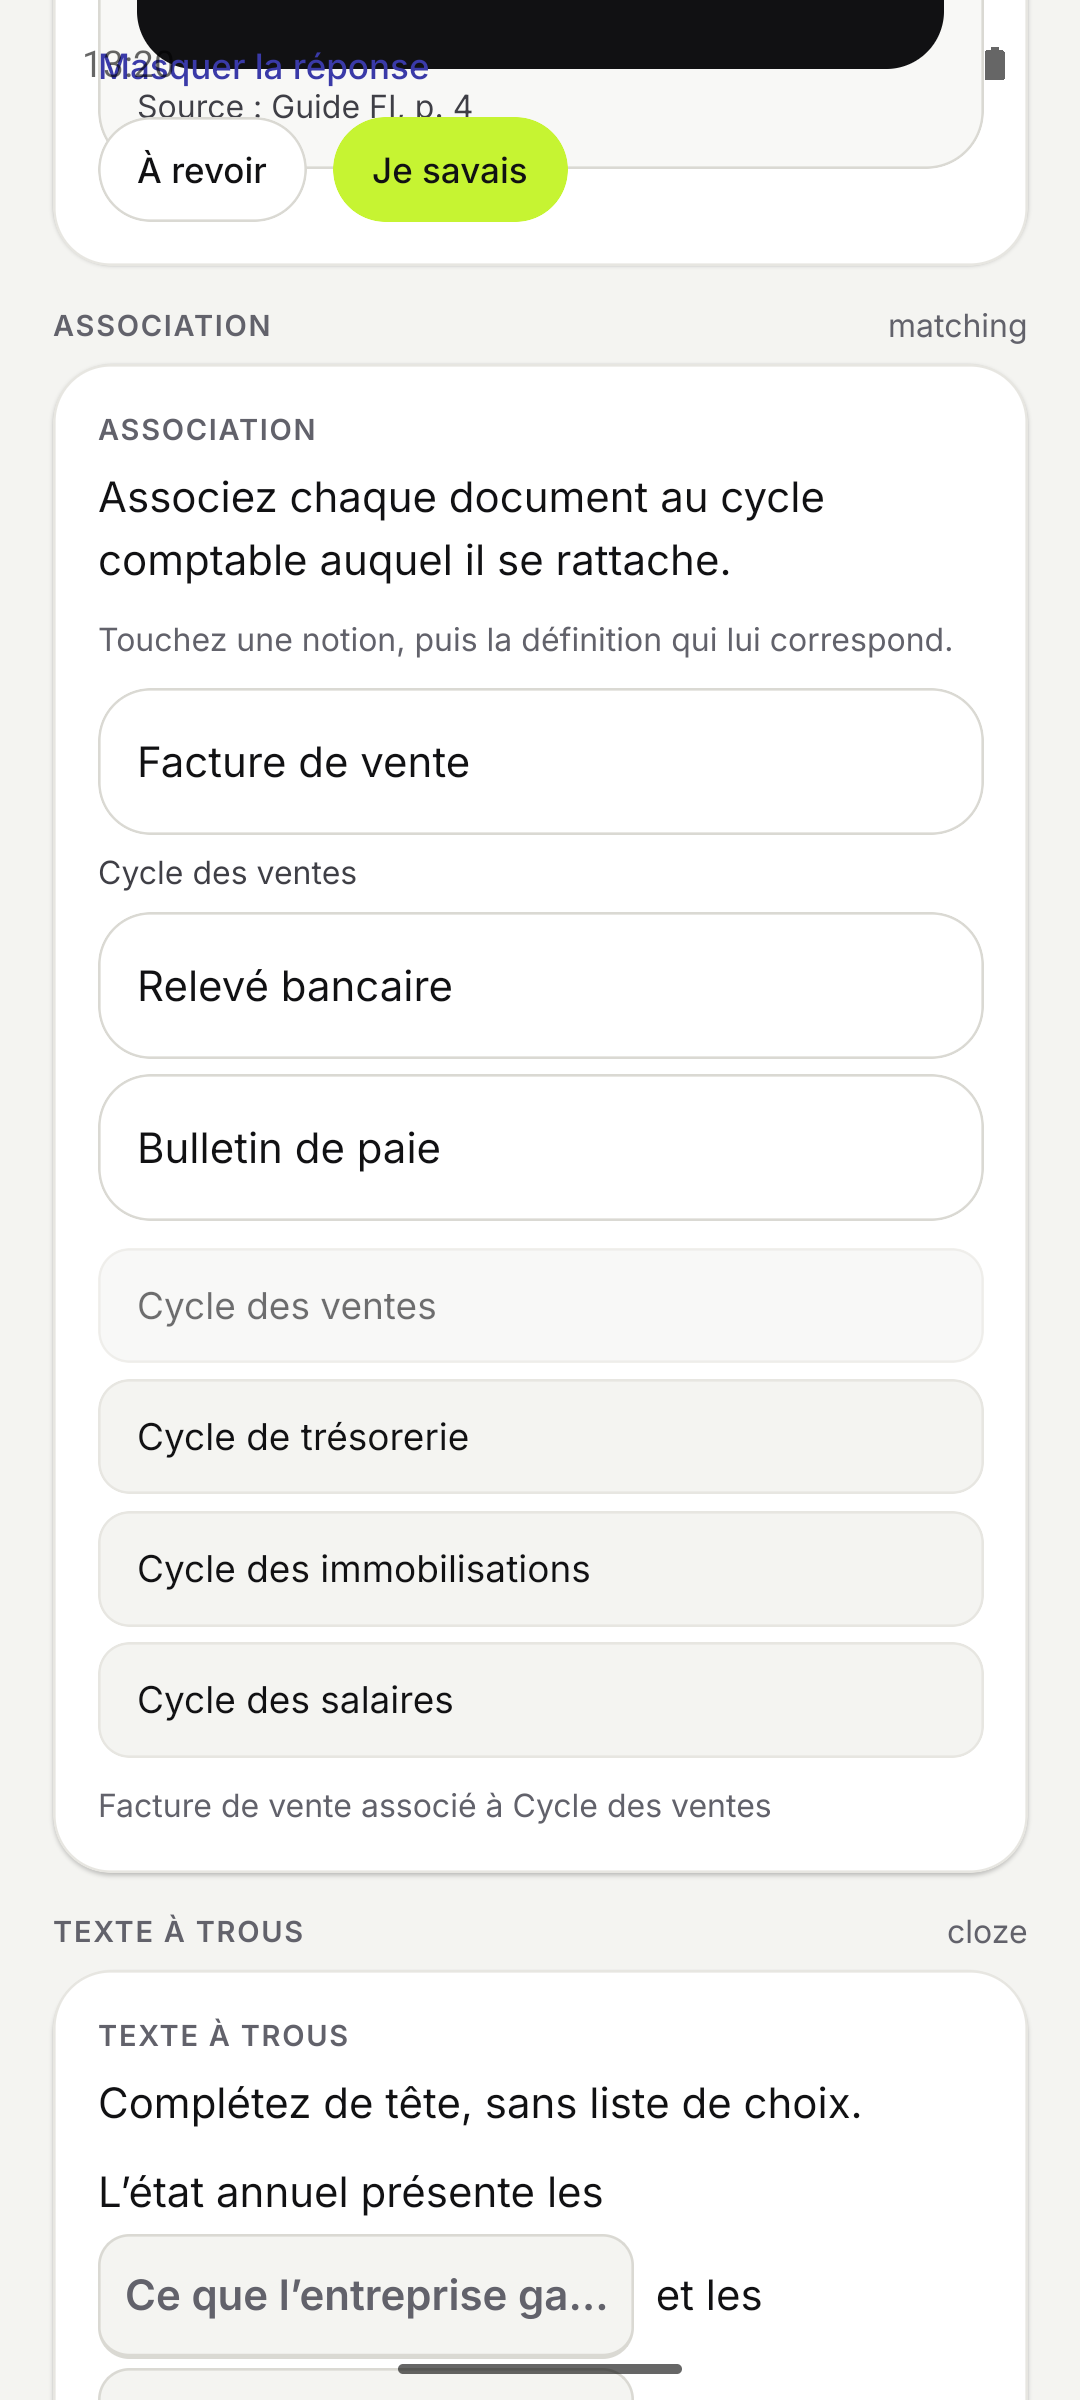 Masquer la réponse
Source : Guide FI, p. 4
À revoir
Je savais
ASSOCIATION
matching
ASSOCIATION
Associez chaque document au cycle
comptable auquel il se rattache.
Touchez une notion, puis la définition qui lui correspond.
Facture de vente
Cycle des ventes
Relevé bancaire
Bulletin de paie
Cycle des ventes
Cycle de trésorerie
Cycle des immobilisations
Cycle des salaires
Facture de vente associé à Cycle des ventes
TEXTE À TROUS
cloze
TEXTE À TROUS
Complétez de tête, sans liste de choix.
L’état annuel présente les
Ce que l’entreprise ga…
et les